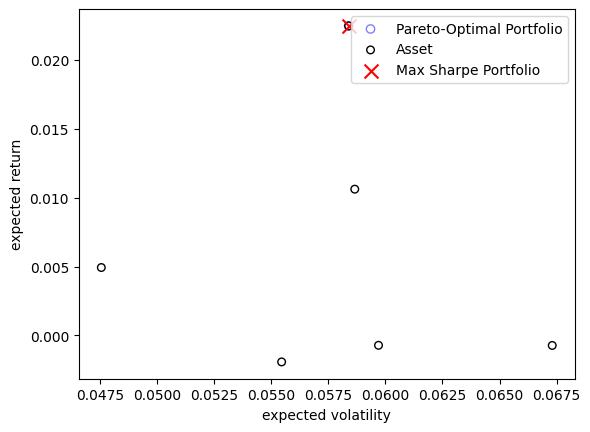 Pareto-Optimal Portfolio
Asset
Max Sharpe Portfolio
0.020
0.015
0.010
0.005
0.000
expected return
0.0475 0.0500 0.0525 0.0550 0.0575 0.0600 0.0625 0.0650 0.0675
expected volatility